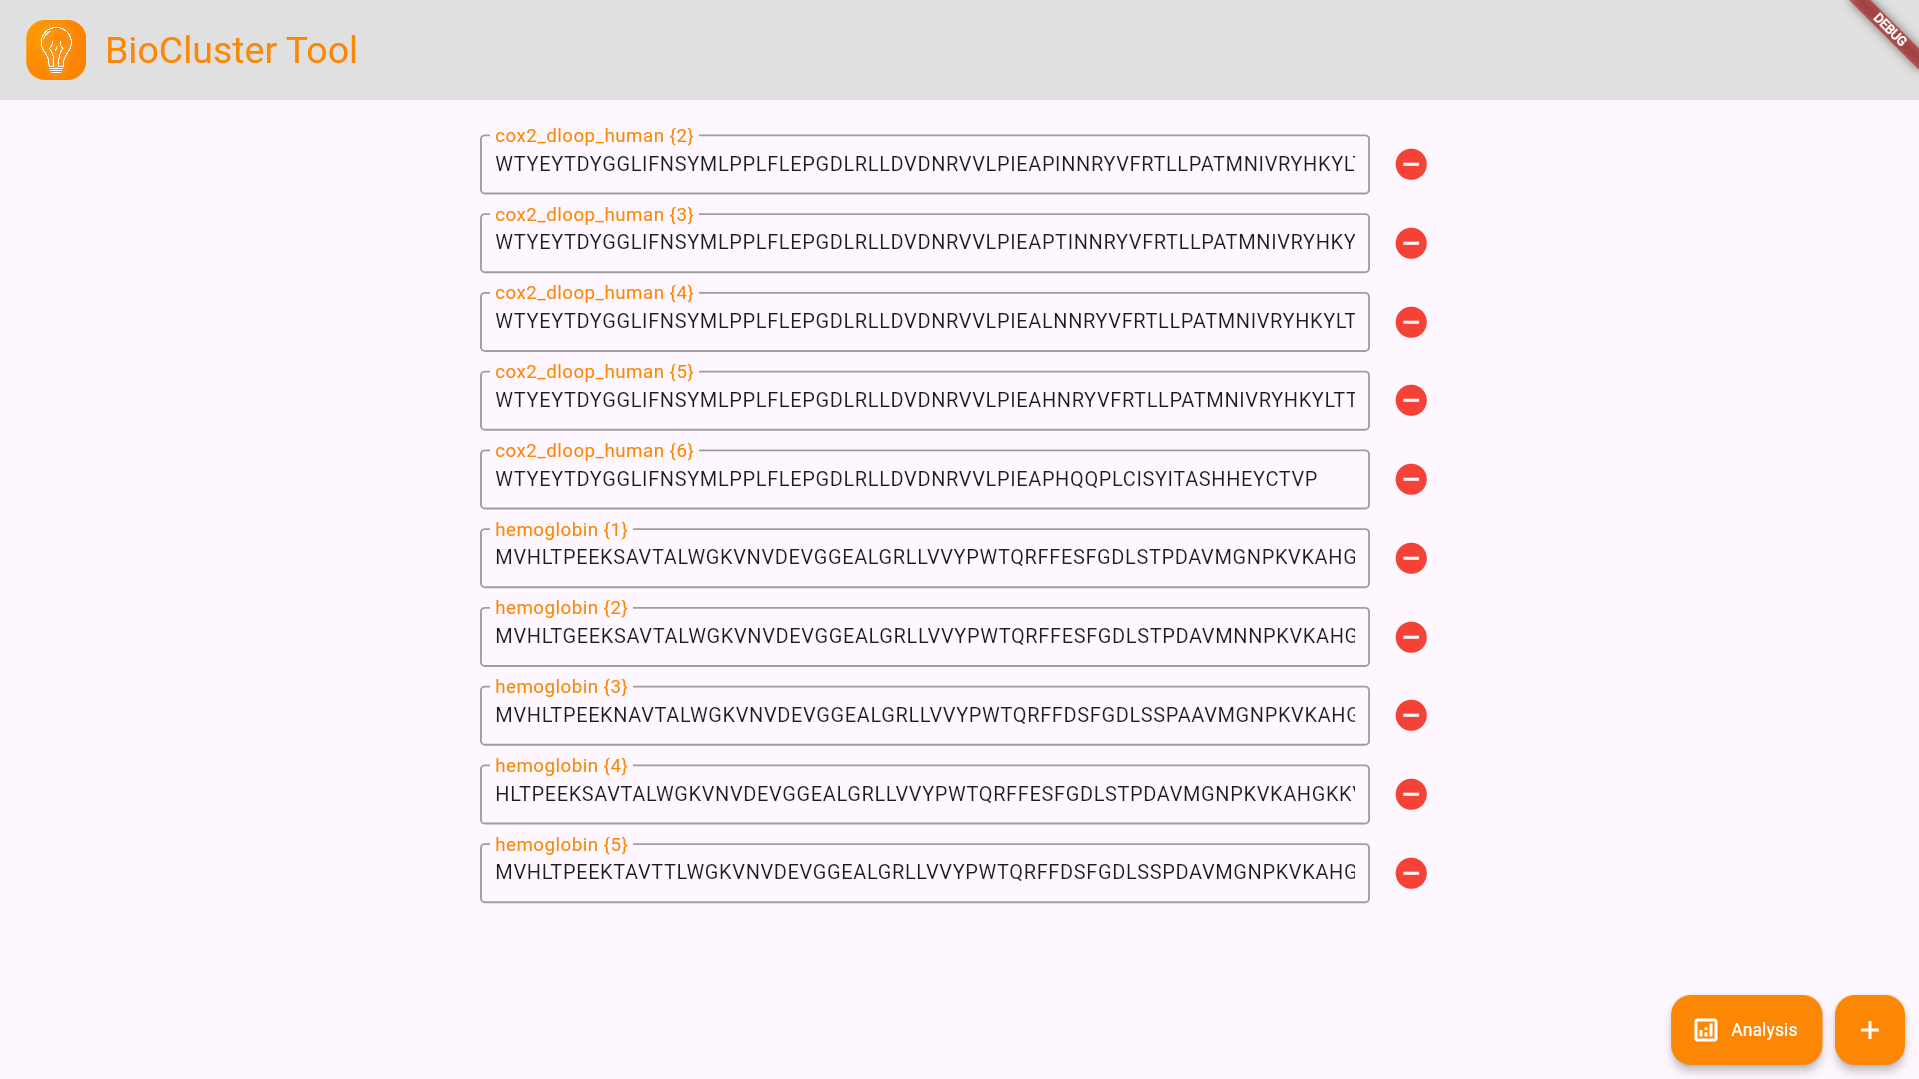 BioCluster Tool
DEBUG
cox2_dloop_human {2}
WTYEYTDYGGLIFNSYMLPPLFLEPGDLRLLDVDNRVVLPIEAPINNRYVFRTLLPATMNIVRYHKYL
cox2_dloop_human {3}
WTYEYTDYGGLIFNSYMLPPLFLEPGDLRLLDVDNRVVLPIEAPTINNRYVFRTLLPATMNIVRYHKY
cox2_dloop_human {4}
WTYEYTDYGGLIFNSYMLPPLFLEPGDLRLLDVDNRVVLPIEALNNRYVFRTLLPATMNIVRYHKYLT
cox2_dloop_human {5}
WTYEYTDYGGLIFNSYMLPPLFLEPGDLRLLDVDNRVVLPIEAHNRYVFRTLLPATMNIVRYHKYLTT
cox2_dloop_human {6}
WTYEYTDYGGLIFNSYMLPPLFLEPGDLRLLDVDNRVVLPIEAPHQQPLCISYITASHHEYCTVP
hemoglobin {1}
MVHLTPEEKSAVTALWGKVNVDEVGGEALGRLLVVYPWTQRFFESFGDLSTPDAVMGNPKVKAHG
hemoglobin {2}
MVHLTGEEKSAVTALWGKVNVDEVGGEALGRLLVVYPWTQRFFESFGDLSTPDAVMNNPKVKAHG
hemoglobin {3}
MVHLTPEEKNAVTALWGKVNVDEVGGEALGRLLVVYPWTQRFFDSFGDLSSPAAVMGNPKVKAHG
hemoglobin {4}
HLTPEEKSAVTALWGKVNVDEVGGEALGRLLVVYPWTQRFFESFGDLSTPDAVMGNPKVKAHGKK
hemoglobin {5}
MVHLTPEEKTAVTTLWGKVNVDEVGGEALGRLLVVYPWTQRFFDSFGDLSSPDAVMGNPKVKAHG
Analysis
+